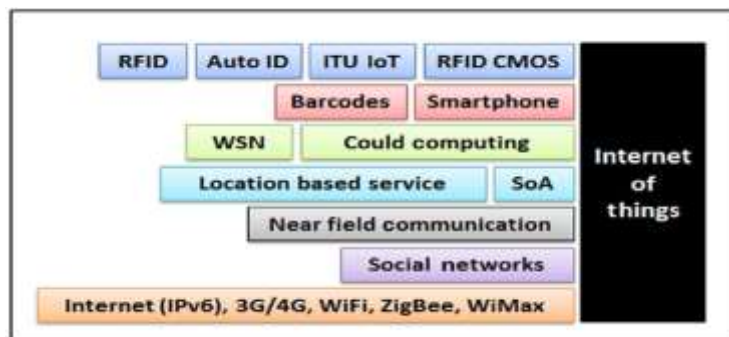 RFID Auto ID ITU IoT RFID CMOS
Barcodes Smartphone
WSN Could computing
Location based service SoA
Near field communication
Social networks
Internet (IPv6), 3G/4G, WiFi, ZigBee, WiMax
Internet
of
things